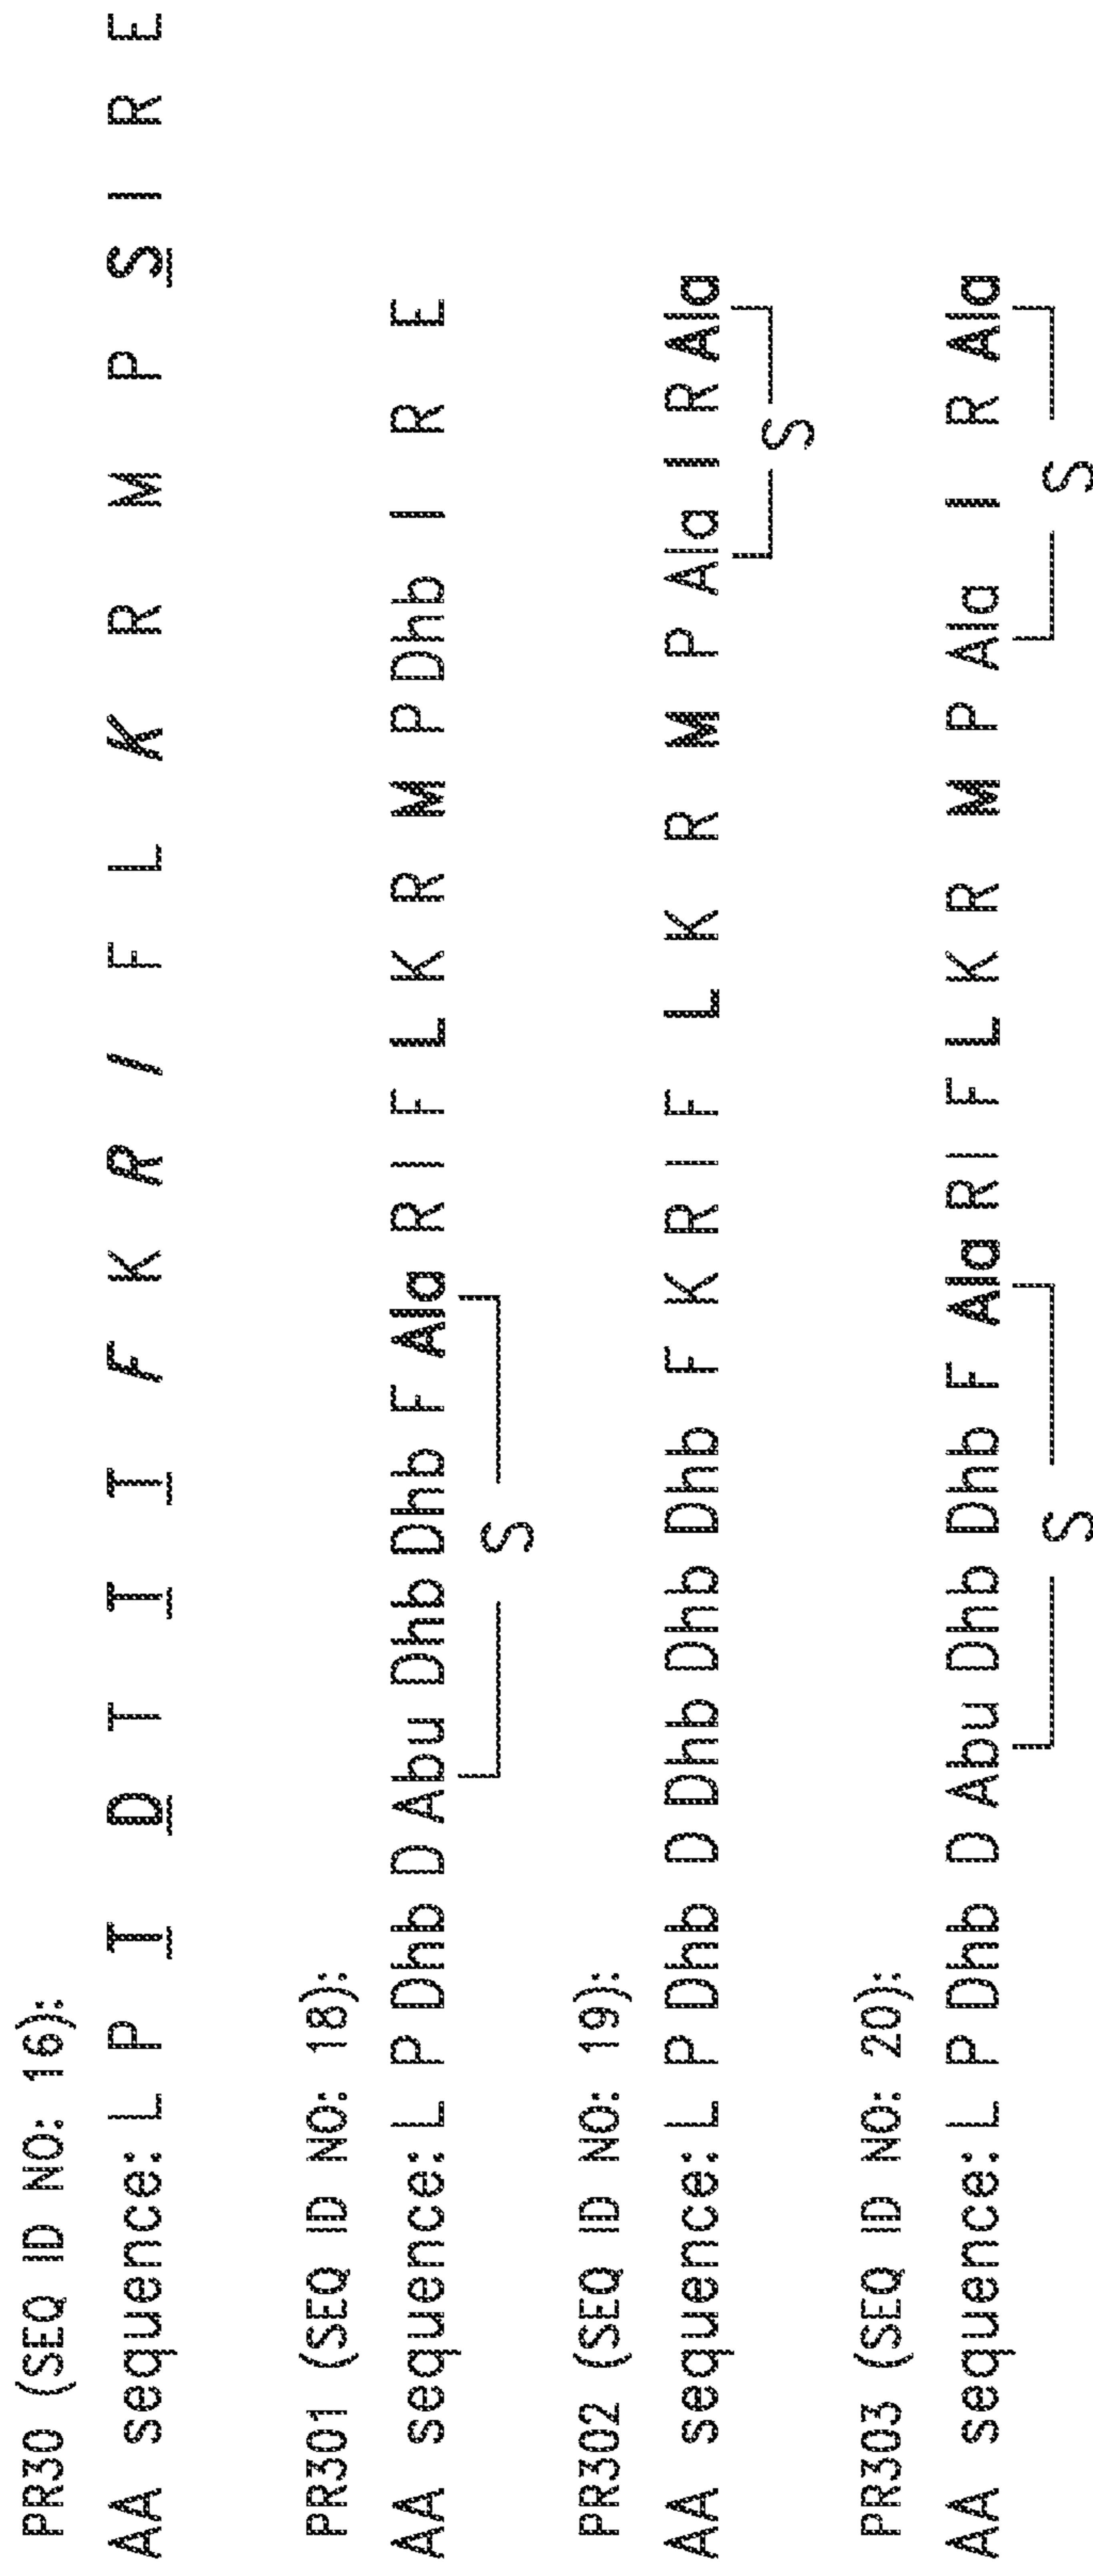 PR30 (SEQ ID NO: 16):
AA sequence: L P T D T T T F K R I F L K R M P S I R E
PR301 (SEQ ID NO: 18):
AA sequence: L P Dhb D Abu Dhb Dhb F Ala R I F L K R M P Dhb I R E
S
PR302 (SEQ ID NO: 19):
AA sequence: L P Dhb D Dhb Dhb Dhb F K R I F L K R M P Ala I R Ala
S
PR303 (SEQ ID NO: 20):
AA sequence: L P Dhb D Abu Dhb Dhb F Ala R I F L K R M P Ala I R Ala
S S